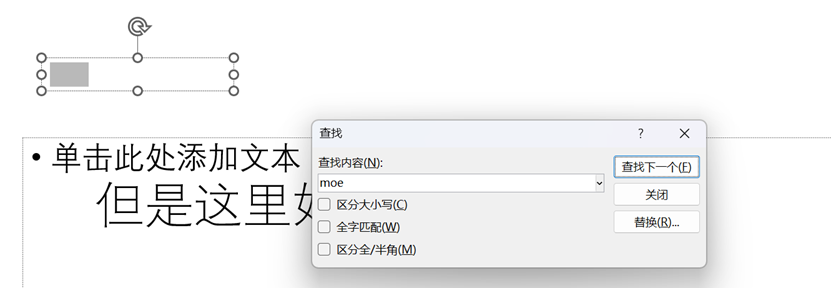 查找
查找内容(N):
moe
查找下一个(F)
区分大小写(C)
关闭
全字匹配(W)
替换(R)...
区分全/半角(M)
• 单击此处添加文本
但是这里